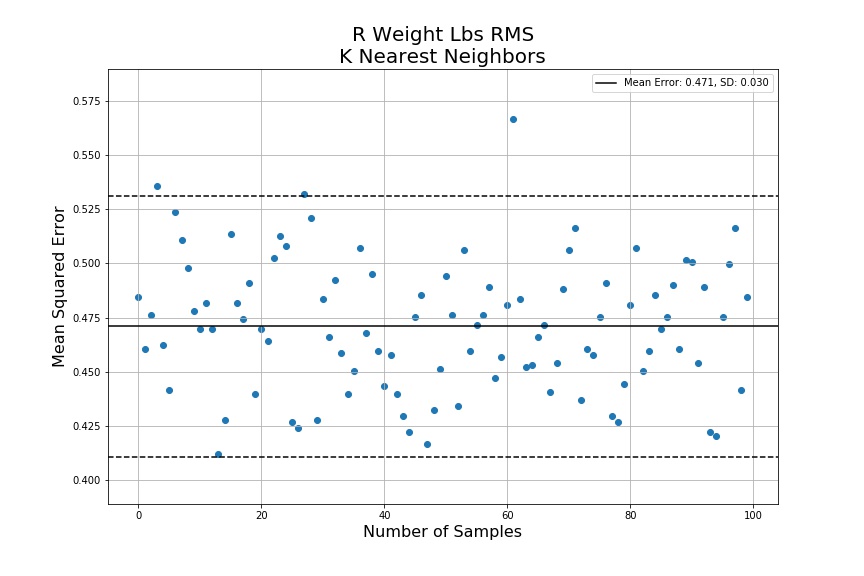 R Weight Lbs RMS
K Nearest Neighbors
Mean Error: 0.471, SD: 0.030
Mean Squared Error
0.575
0.550
0.525
0.500
0.475
0.450
0.425
0.400
0 20 40 60 80 100
Number of Samples